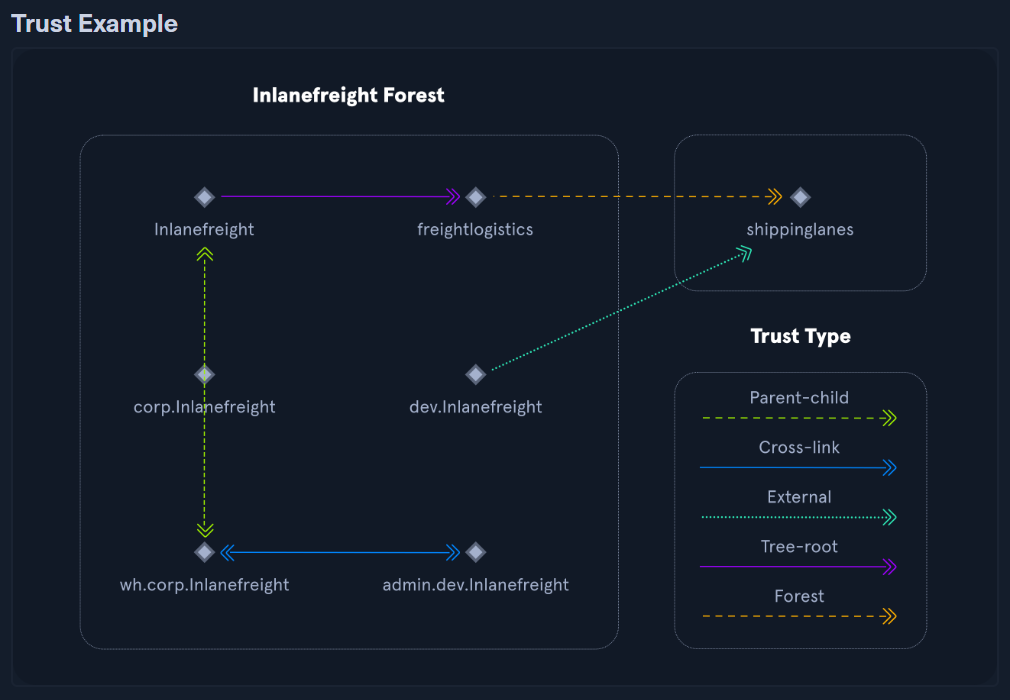 Trust Example
Inlanefreight Forest
Inlanefreight
freightlogistics
shippinglanes
corp.Inlanefreight
dev.Inlanefreight
wh.corp.Inlanefreight
admin.dev.Inlanefreight
Trust Type
Parent-child
Cross-link
External
Tree-root
Forest